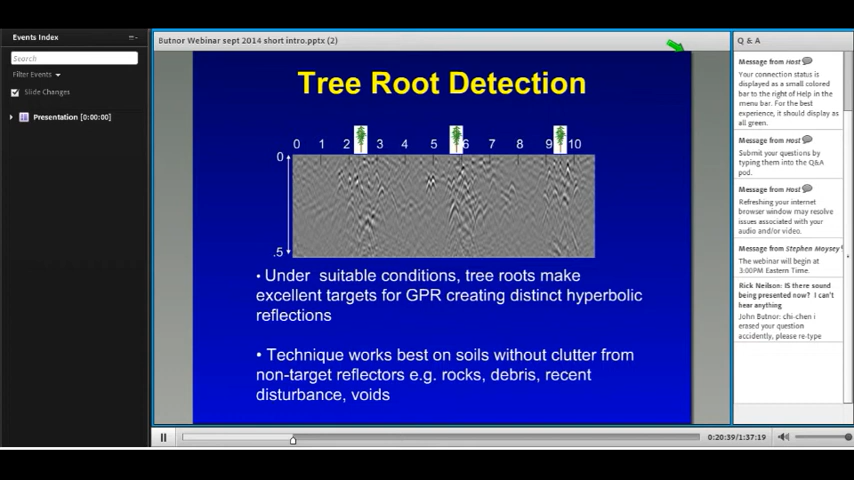 Events Index
Search
Filter Events
Slide Changes
Presentation [0:00:00]
Butnor Webinar sept 2014 short intro.pptx (2)
Tree Root Detection
0 1 2 3 4 5 6 7 8 9 10
0
.5
• Under suitable conditions, tree roots make
excellent targets for GPR creating distinct hyperbolic
reflections
• Technique works best on soils without clutter from
non-target reflectors e.g. rocks, debris, recent
disturbance, voids
0:20:39/1:37:19
Q & A
Message from Host
Your connection status is
displayed as a small colored
bar to the right of Help in the
menu bar. For the best
experience, it should display as
all green.
Message from Host
Submit your questions by
typing them into the Q&A
pod.
Message from Host
Refreshing your internet
browser window may resolve
issues associated with your
audio and/or video.
Message from Stephen Moysey
The webinar will begin at
3:00PM Eastern Time.
Rick Neilson: IS there sound
being presented now? I can't
hear anything
John Butnor: chi-chen i
erased your question
accidently, please re-type